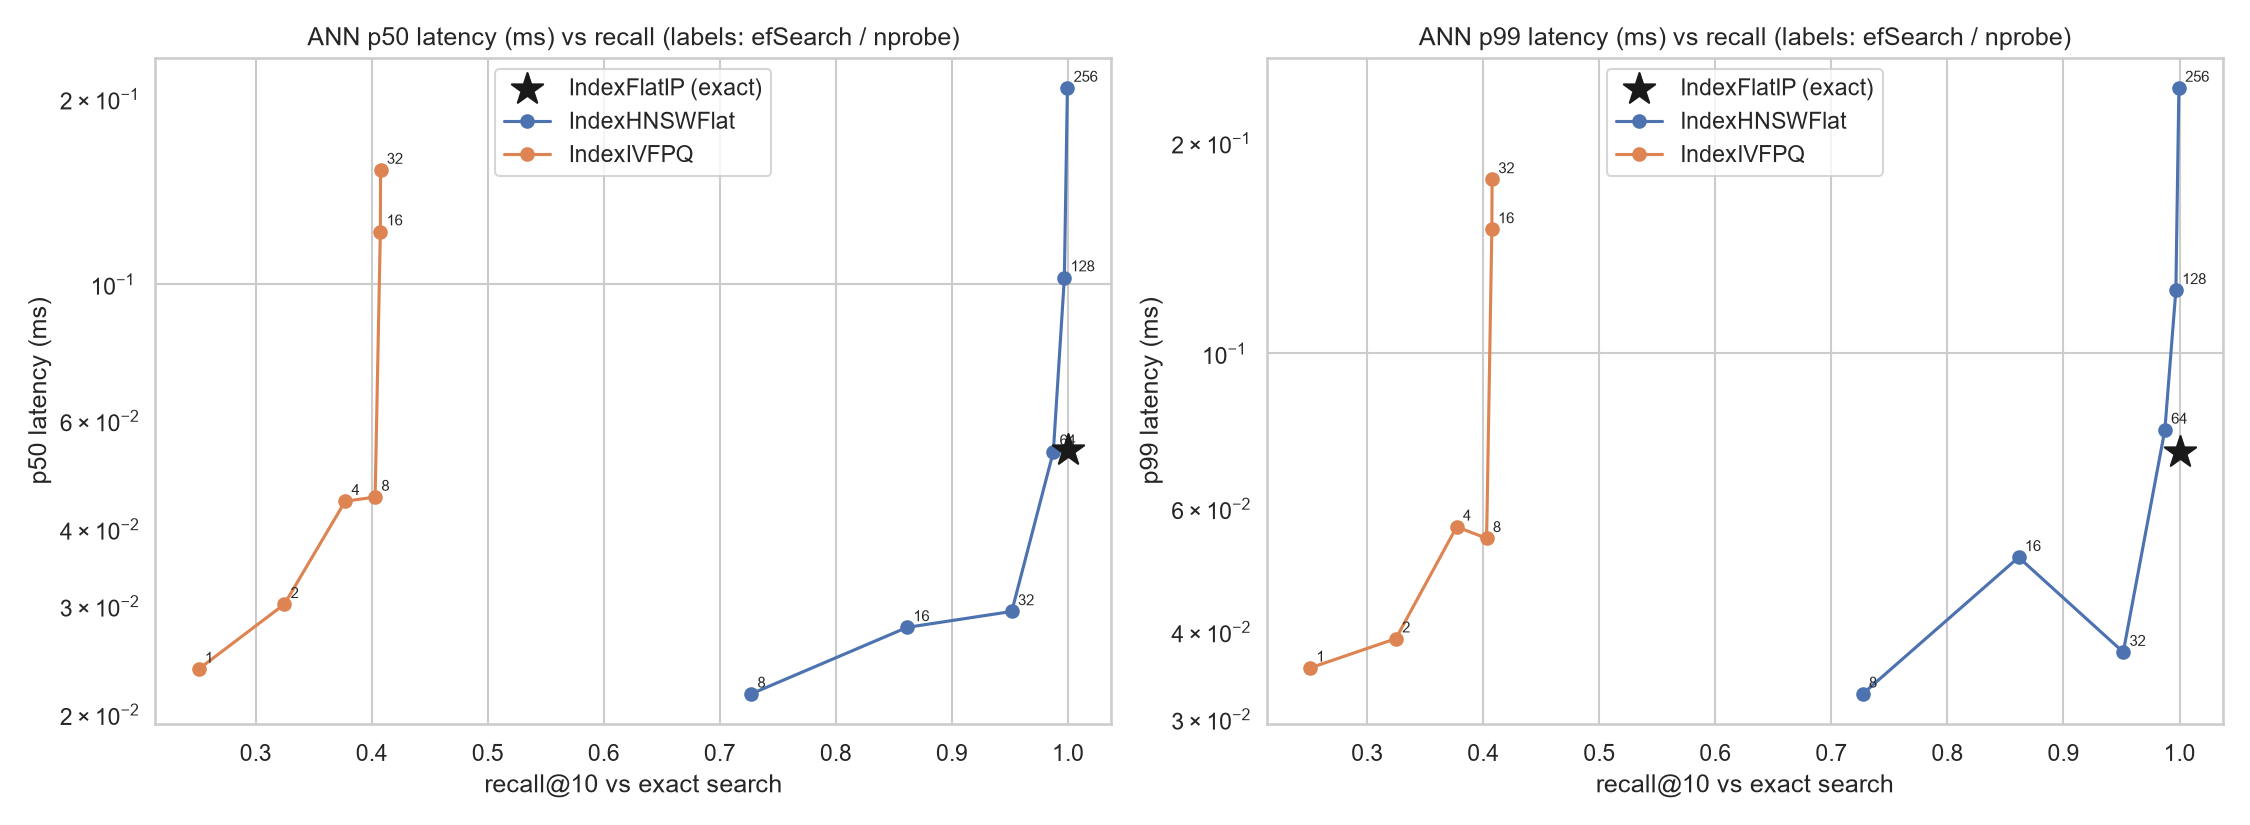 ANN p50 latency (ms) vs recall (labels: efSearch / nprobe)
IndexFlatIP (exact)
IndexHNSWFlat
IndexIVFPQ
p50 latency (ms)
2 × 10⁻¹
10⁻¹
6 × 10⁻²
4 × 10⁻²
3 × 10⁻²
2 × 10⁻²
256
128
64
32
16
8
32
16
8
4
2
1
0.3 0.4 0.5 0.6 0.7 0.8 0.9 1.0
recall@10 vs exact search
ANN p99 latency (ms) vs recall (labels: efSearch / nprobe)
IndexFlatIP (exact)
IndexHNSWFlat
IndexIVFPQ
p99 latency (ms)
2 × 10⁻¹
10⁻¹
6 × 10⁻²
4 × 10⁻²
3 × 10⁻²
256
128
64
32
16
8
32
16
8
4
2
1
0.3 0.4 0.5 0.6 0.7 0.8 0.9 1.0
recall@10 vs exact search